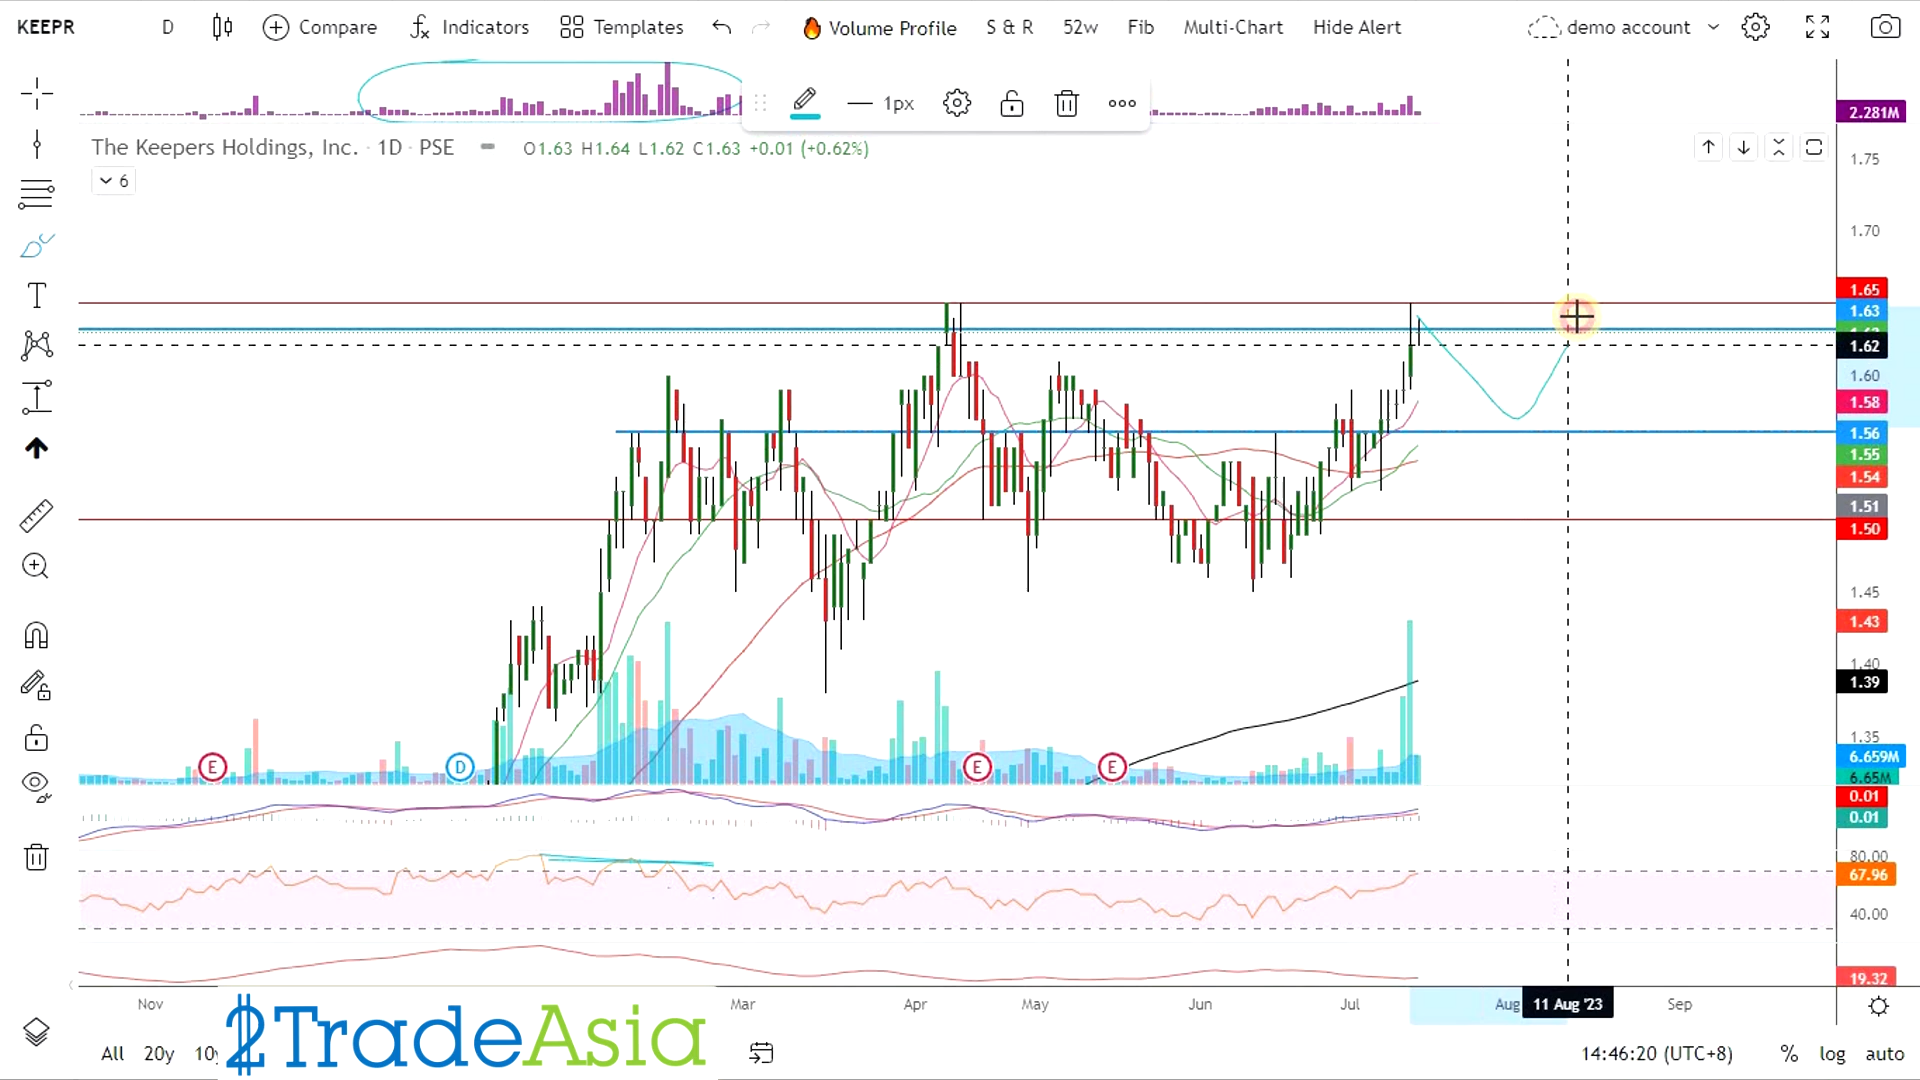 KEEPR D Compare Indicators Templates Volume Profile S & R 52w Fib Multi-Chart Hide Alert demo account
1px
2.281M
The Keepers Holdings, Inc. · 1D · PSE O1.63 H1.64 L1.62 C1.63 +0.01 (+0.62%)
1.75
6
1.70
1.65
1.63
1.62
1.60
1.58
1.56
1.55
1.54
1.51
1.50
1.45
1.43
1.40
1.39
1.35
E D E E
6.659M
6.65M
0.01
0.01
80.00
67.96
40.00
19.32
Nov Mar Apr May Jun Jul Aug 11 Aug '23 Sep
2TradeAsia
All 20y 10y 14:46:20 (UTC+8) % log auto